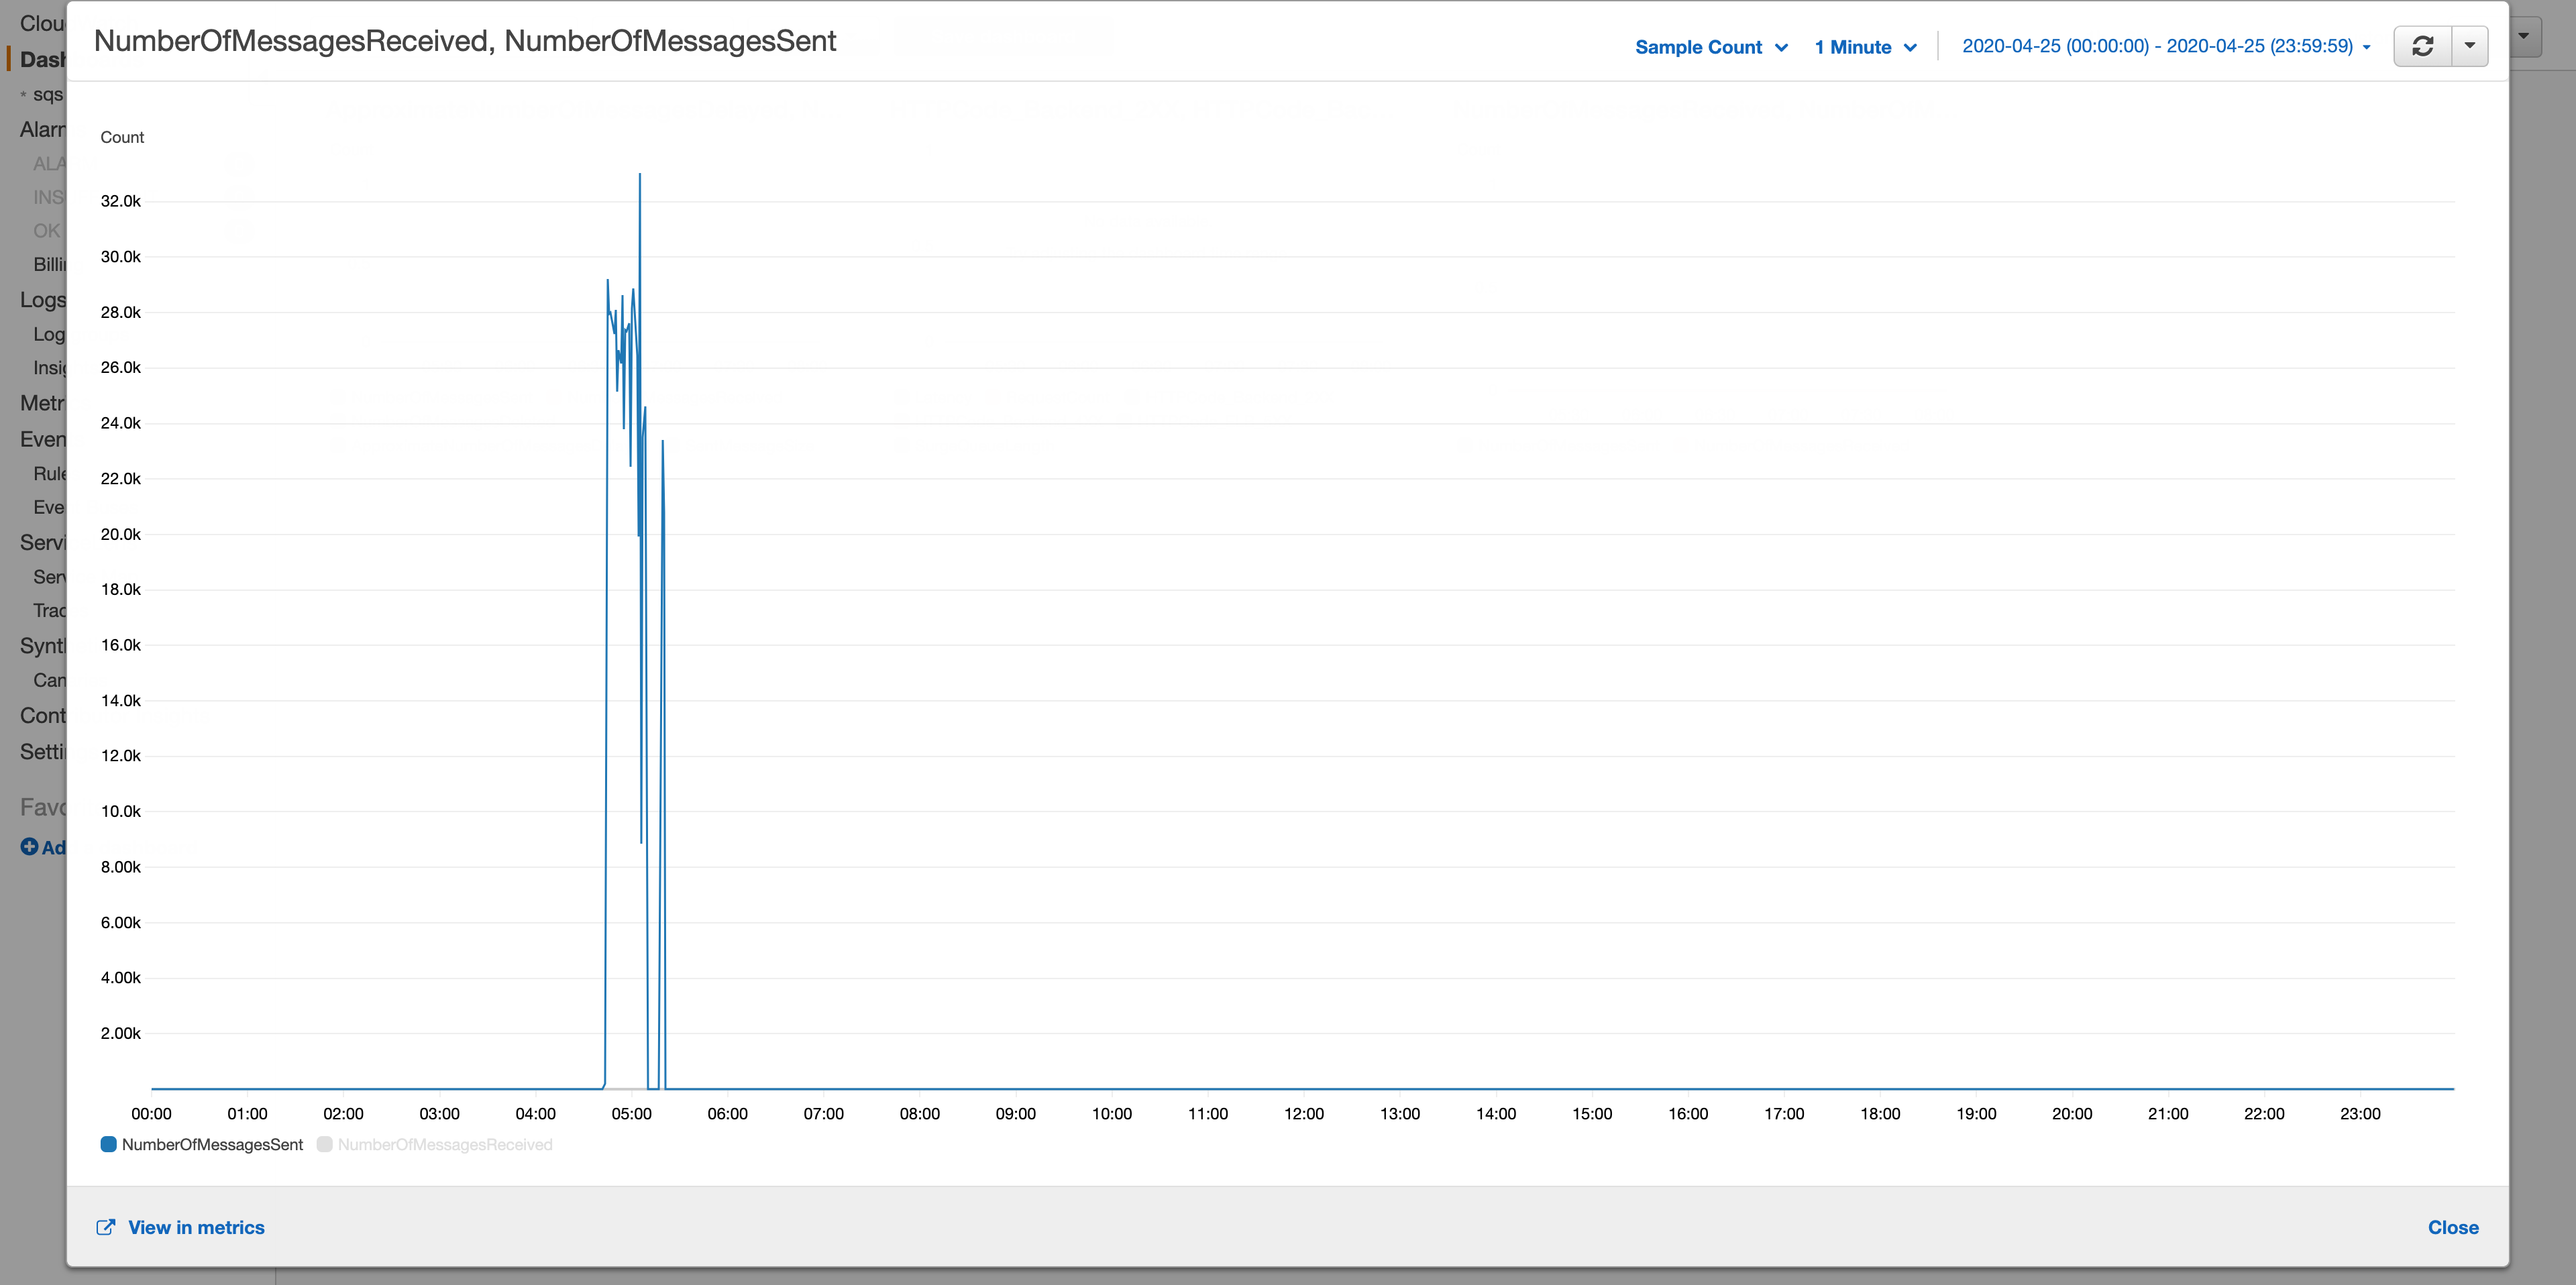 NumberOfMessagesReceived, NumberOfMessagesSent
Sample Count 1 Minute 2020-04-25 (00:00:00) - 2020-04-25 (23:59:59)
Clou
Dash
* sqs
Alarr
ALA
INS
OK
Billi
Logs
Log
Insig
Metr
Even
Rule
Eve
Servi
Serv
Trac
Synt
Can
Cont
Setti
Favo
Ad
Count
32.0k
30.0k
28.0k
26.0k
24.0k
22.0k
20.0k
18.0k
16.0k
14.0k
12.0k
10.0k
8.00k
6.00k
4.00k
2.00k
00:00 01:00 02:00 03:00 04:00 05:00 06:00 07:00 08:00 09:00 10:00 11:00 12:00 13:00 14:00 15:00 16:00 17:00 18:00 19:00 20:00 21:00 22:00 23:00
NumberOfMessagesSent NumberOfMessagesReceived
View in metrics
Close